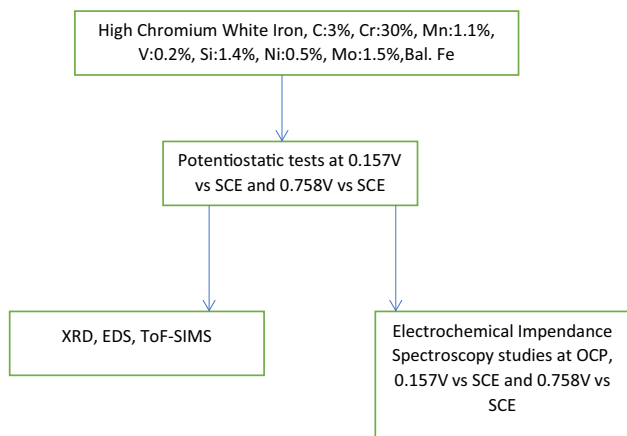 High Chromium White Iron, C:3%, Cr:30%, Mn:1.1%,
V:0.2%, Si:1.4%, Ni:0.5%, Mo:1.5%,Bal. Fe
Potentiostatic tests at 0.157V
vs SCE and 0.758V vs SCE
XRD, EDS, ToF-SIMS
Electrochemical Impendance
Spectroscopy studies at OCP,
0.157V vs SCE and 0.758V vs
SCE